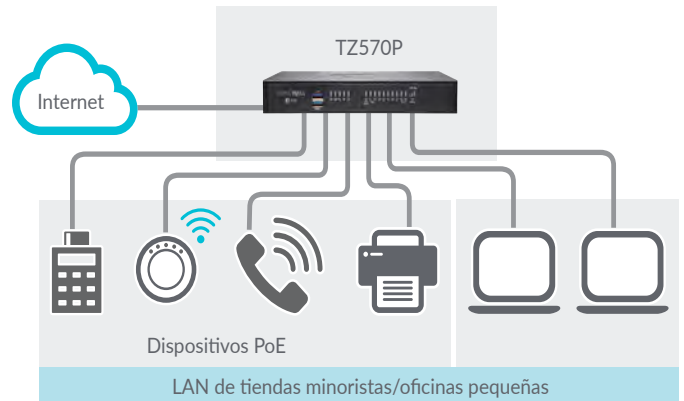 TZ570P
Internet
Dispositivos PoE
LAN de tiendas minoristas/oficinas pequeñas